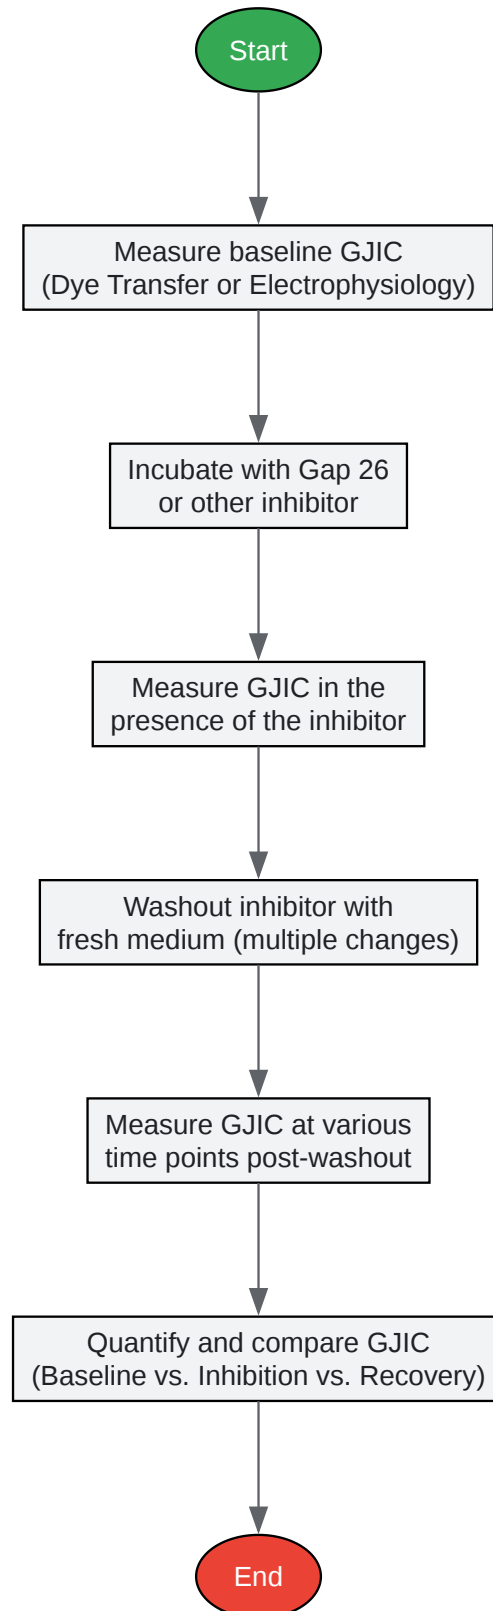 Start
Measure baseline GJIC
(Dye Transfer or Electrophysiology)
Incubate with Gap 26
or other inhibitor
Measure GJIC in the
presence of the inhibitor
Washout inhibitor with
fresh medium (multiple changes)
Measure GJIC at various
time points post-washout
Quantify and compare GJIC
(Baseline vs. Inhibition vs. Recovery)
End